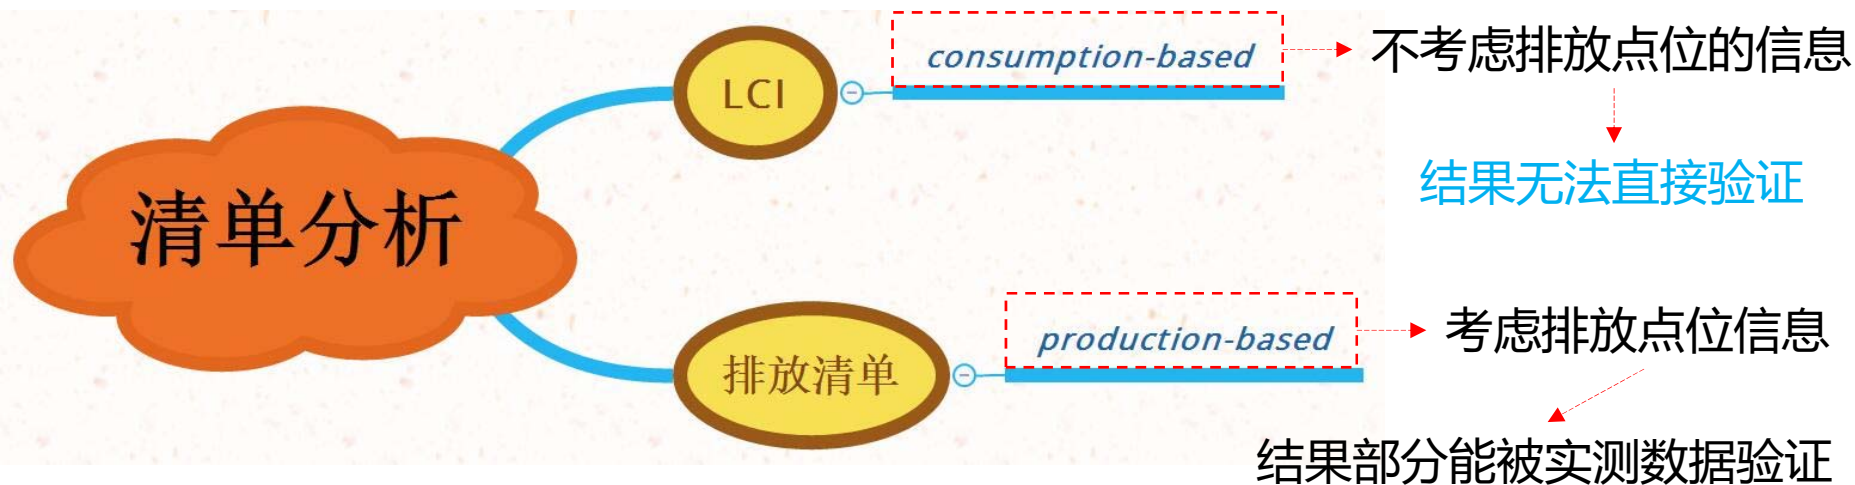 清单分析
LCI
consumption-based
不考虑排放点位的信息
结果无法直接验证
排放清单
production-based
考虑排放点位信息
结果部分能被实测数据验证